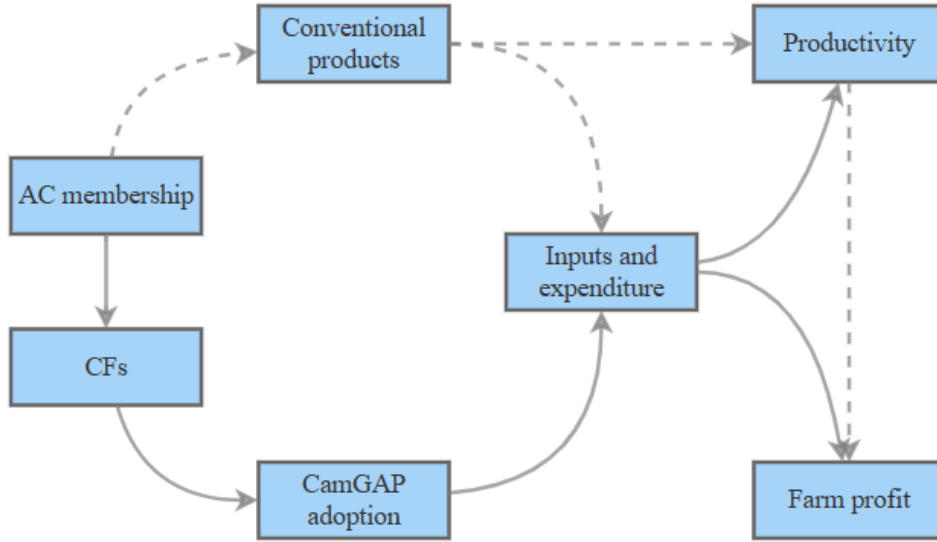 Conventional
products
Productivity
AC membership
Inputs and
expenditure
CFs
CamGAP
adoption
Farm profit